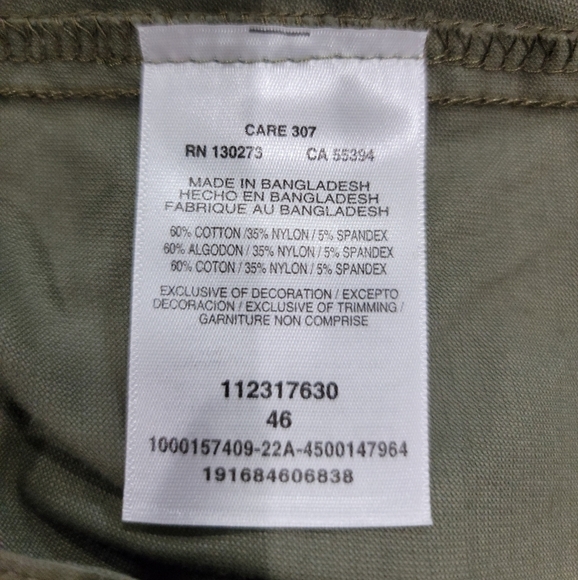 CARE 307
RN 130273 CA 55394
MADE IN BANGLADESH
HECHO EN BANGLADESH
FABRIQUE AU BANGLADESH
60% COTTON /35% NYLON / 5% SPANDEX
60% ALGODON / 35% NYLON / 5% SPANDEX
60% COTON / 35% NYLON / 5% SPANDEX
EXCLUSIVE OF DECORATION / EXCEPTO
DECORACION / EXCLUSIVE OF TRIMMING /
GARNITURE NON COMPRISE
112317630
46
1000157409-22A-4500147964
191684606838